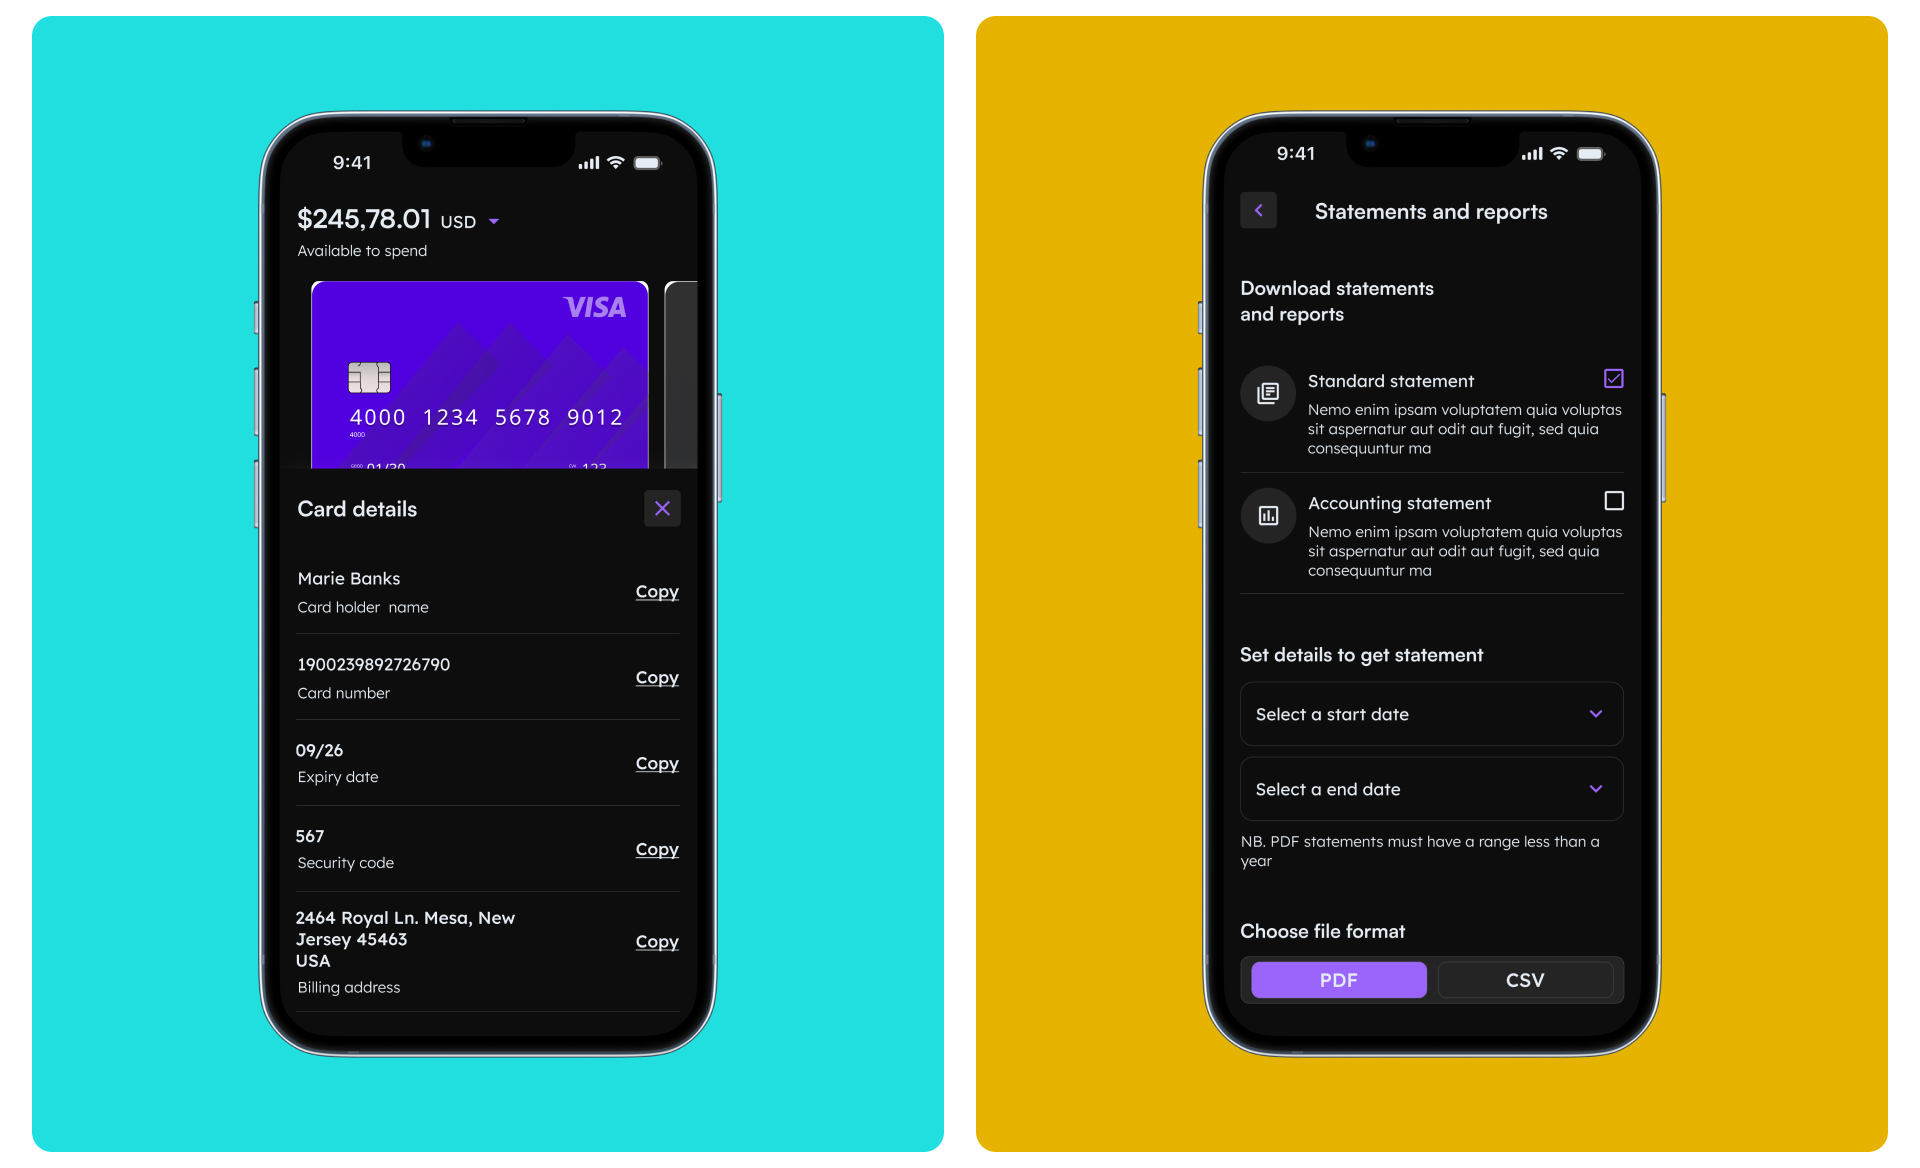 9:41
$245,78.01 USD
Available to spend
VISA
4000 1234 5678 9012
4000
01/30 123
Card details
Marie Banks
Card holder name
Copy
1900239892726790
Card number
Copy
09/26
Expiry date
Copy
567
Security code
Copy
2464 Royal Ln. Mesa, New
Jersey 45463
USA
Billing address
Copy
9:41
Statements and reports
Download statements
and reports
Standard statement
Nemo enim ipsam voluptatem quia voluptas
sit aspernatur aut odit aut fugit, sed quia
consequuntur ma
Accounting statement
Nemo enim ipsam voluptatem quia voluptas
sit aspernatur aut odit aut fugit, sed quia
consequuntur ma
Set details to get statement
Select a start date
Select a end date
NB. PDF statements must have a range less than a
year
Choose file format
PDF
CSV